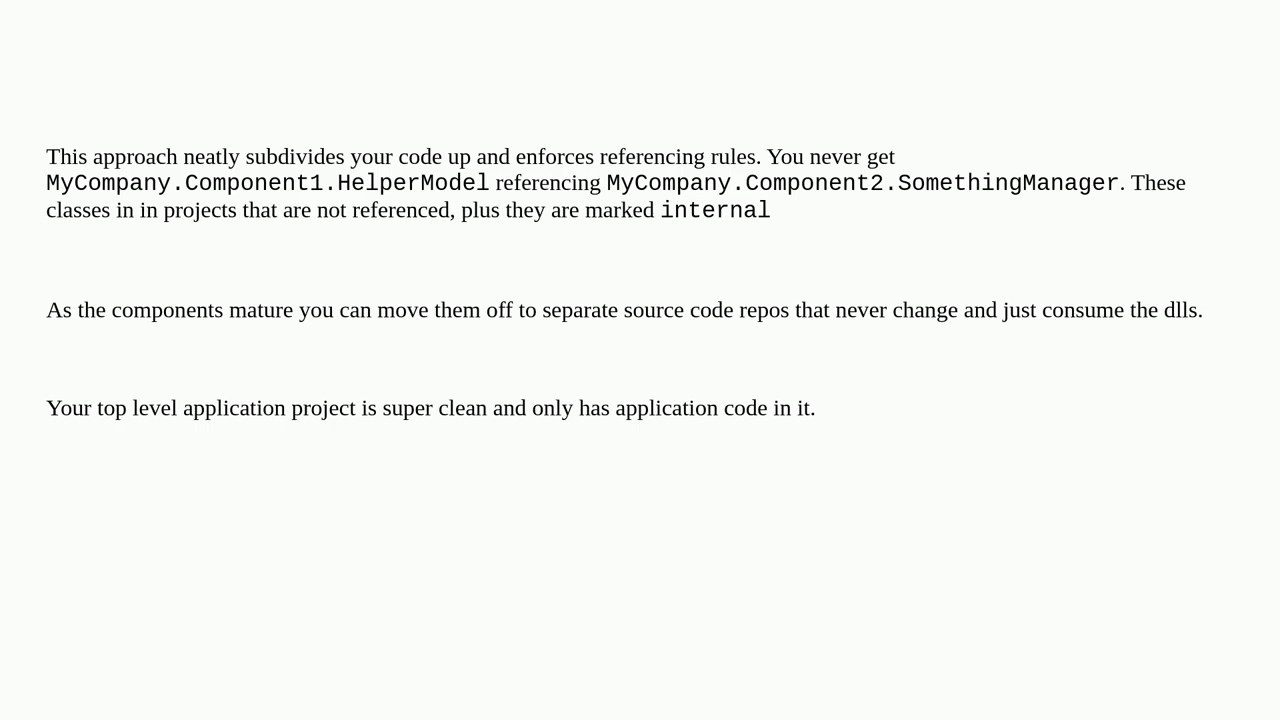 This approach neatly subdivides your code up and enforces referencing rules. You never get
MyCompany.Component1.HelperModel referencing MyCompany.Component2.SomethingManager. These
classes in in projects that are not referenced, plus they are marked internal
As the components mature you can move them off to separate source code repos that never change and just consume the dlls.
Your top level application project is super clean and only has application code in it.